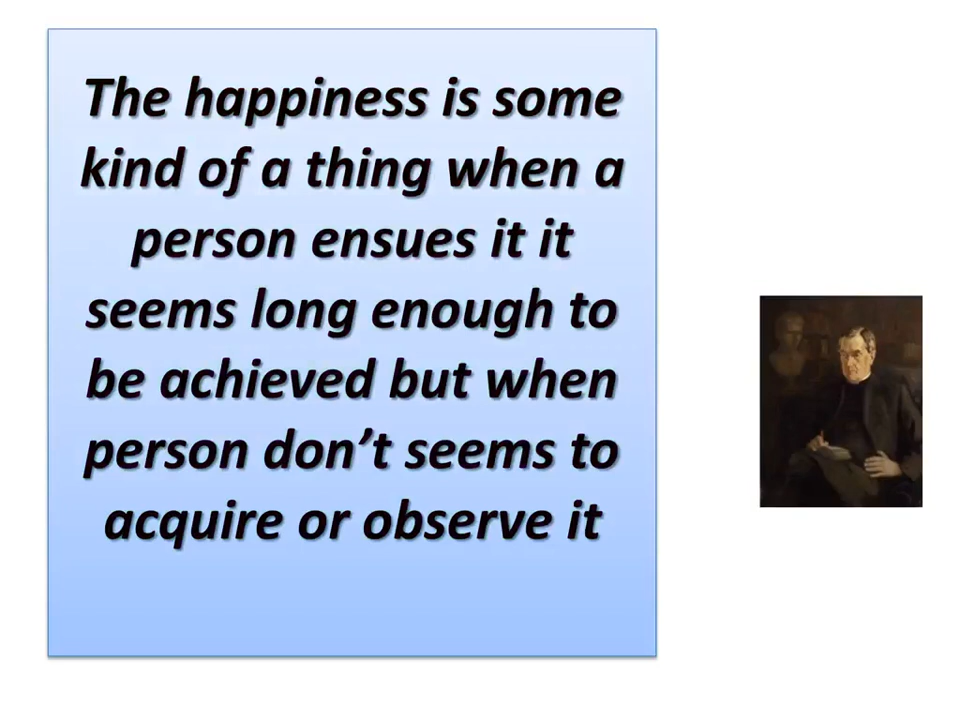 The happiness is some
kind of a thing when a
person ensues it it
seems long enough to
be achieved but when
person don’t seems to
acquire or observe it